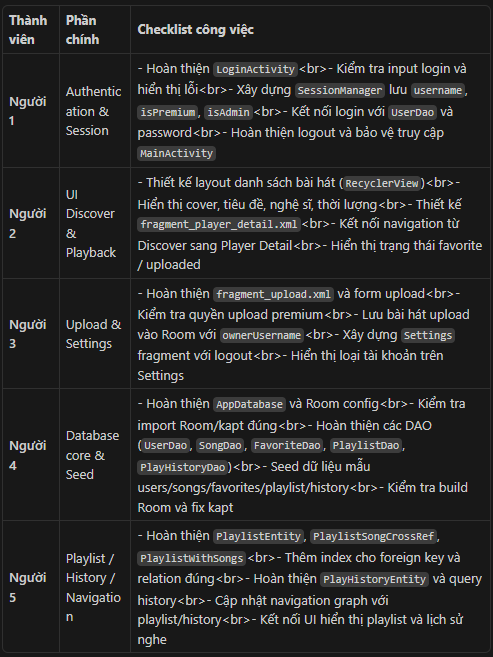 Thành viên
Phần chính
Checklist công việc
Người 1
Authentication & Session
- Hoàn thiện LoginActivity<br>- Kiểm tra input login và
hiển thị lỗi<br>- Xây dựng SessionManager lưu username,
isPremium, isAdmin<br>- Kết nối login với UserDao và
password<br>- Hoàn thiện logout và bảo vệ truy cập
MainActivity
Người 2
UI
Discover
&
Playback
- Thiết kế layout danh sách bài hát (RecyclerView)<br>-
Hiển thị cover, tiêu đề, nghệ sĩ, thời lượng<br>- Thiết kế
fragment_player_detail.xml<br>- Kết nối navigation từ
Discover sang Player Detail<br>- Hiển thị trạng thái favorite
/ uploaded
Người 3
Upload &
Settings
- Hoàn thiện fragment_upload.xml và form upload<br>-
Kiểm tra quyền upload premium<br>- Lưu bài hát upload
vào Room với ownerUsername<br>- Xây dựng Settings
fragment với logout<br>- Hiển thị loại tài khoản trên
Settings
Người 4
Database
core &
Seed
- Hoàn thiện AppDatabase và Room config<br>- Kiểm tra
import Room/kapt đúng<br>- Hoàn thiện các DAO
(UserDao, SongDao, FavoriteDao, PlaylistDao,
PlayHistoryDao)<br>- Seed dữ liệu mẫu
users/songs/favorites/playlist/history<br>- Kiểm tra build
Room và fix kapt
Người 5
Playlist /
History /
Navigation
- Hoàn thiện PlaylistEntity, PlaylistSongCrossRef,
PlaylistWithSongs<br>- Thêm index cho foreign key và
relation đúng<br>- Hoàn thiện PlayHistoryEntity và query
history<br>- Cập nhật navigation graph với
playlist/history<br>- Kết nối UI hiển thị playlist và lịch sử
nghe